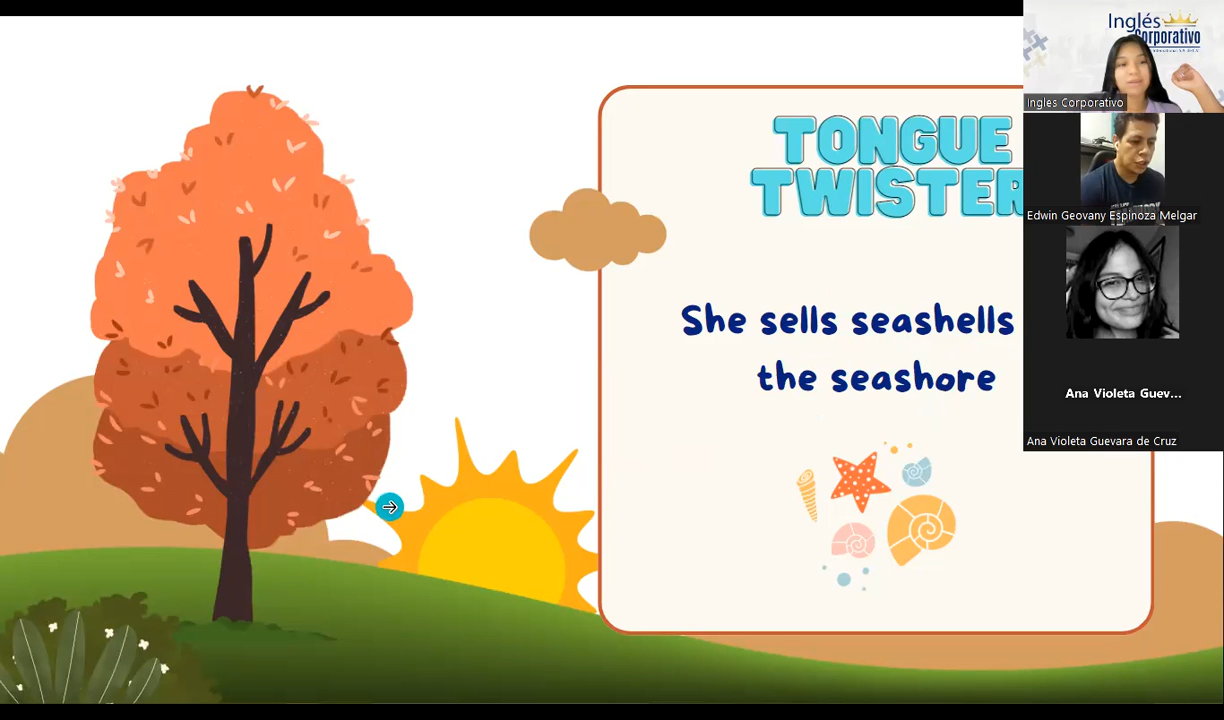 TONGUE
TWISTER
She sells seashells
the seashore
Inglés
Corporativo
Ingles Corporativo
Edwin Geovany Espinoza Melgar
Ana Violeta Guev...
Ana Violeta Guevara de Cruz